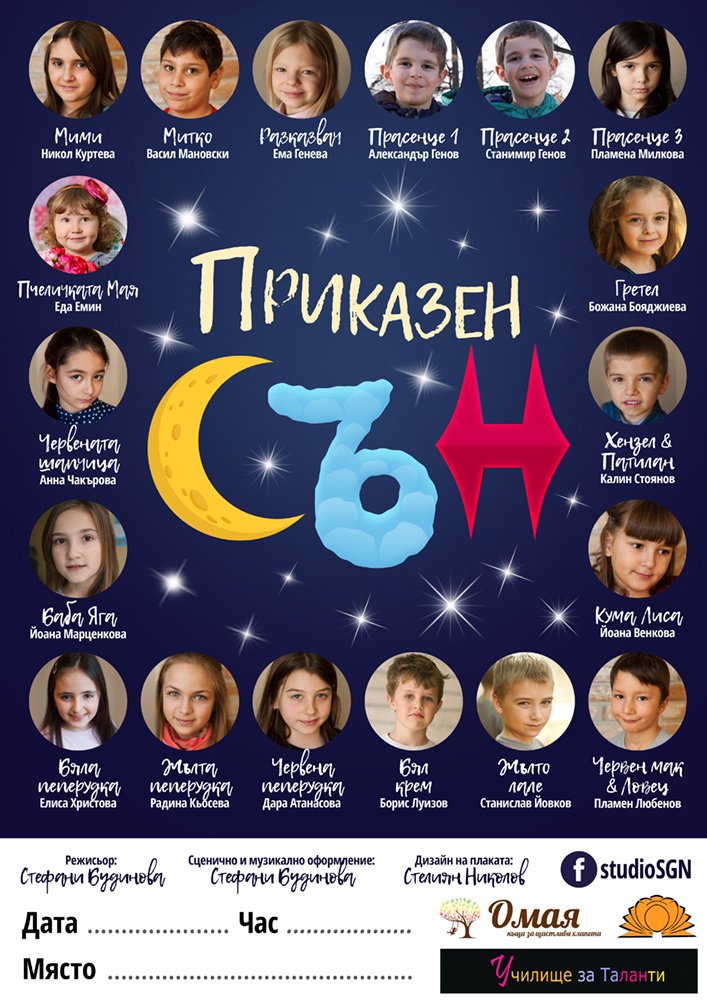 Мими
Никол Куртева
Митко
Васил Мановски
Разказвач
Ема Генева
Прасенце 1
Александър Генов
Прасенце 2
Станимир Генов
Прасенце 3
Пламена Милкова
Пчеличката Мая
Еда Емин
Гретел
Божана Бояджиева
Приказен
СЪН
Червената
шапчица
Анна Чакърова
Хензел &
Патилан
Калин Стоянов
Баба Яга
Йоана Марценкова
Кума Лиса
Йоана Венкова
Бяла
пеперудка
Елиса Христова
Жълта
пеперудка
Радина Кьосева
Червена
пеперудка
Дара Атанасова
Бял
крем
Борис Луизов
Жълто
лале
Станислав Йовков
Червен мак
& Ловец
Пламен Любенов
Режисьор:
Стефани Будинова
Сценично и музикално оформление:
Стефани Будинова
Дизайн на плаката:
Стелиян Николов
f studioSGN
Дата ........................ Час .....................
Място ....................................................
Омая
къща за щастливи хлапета
Училище за Таланти